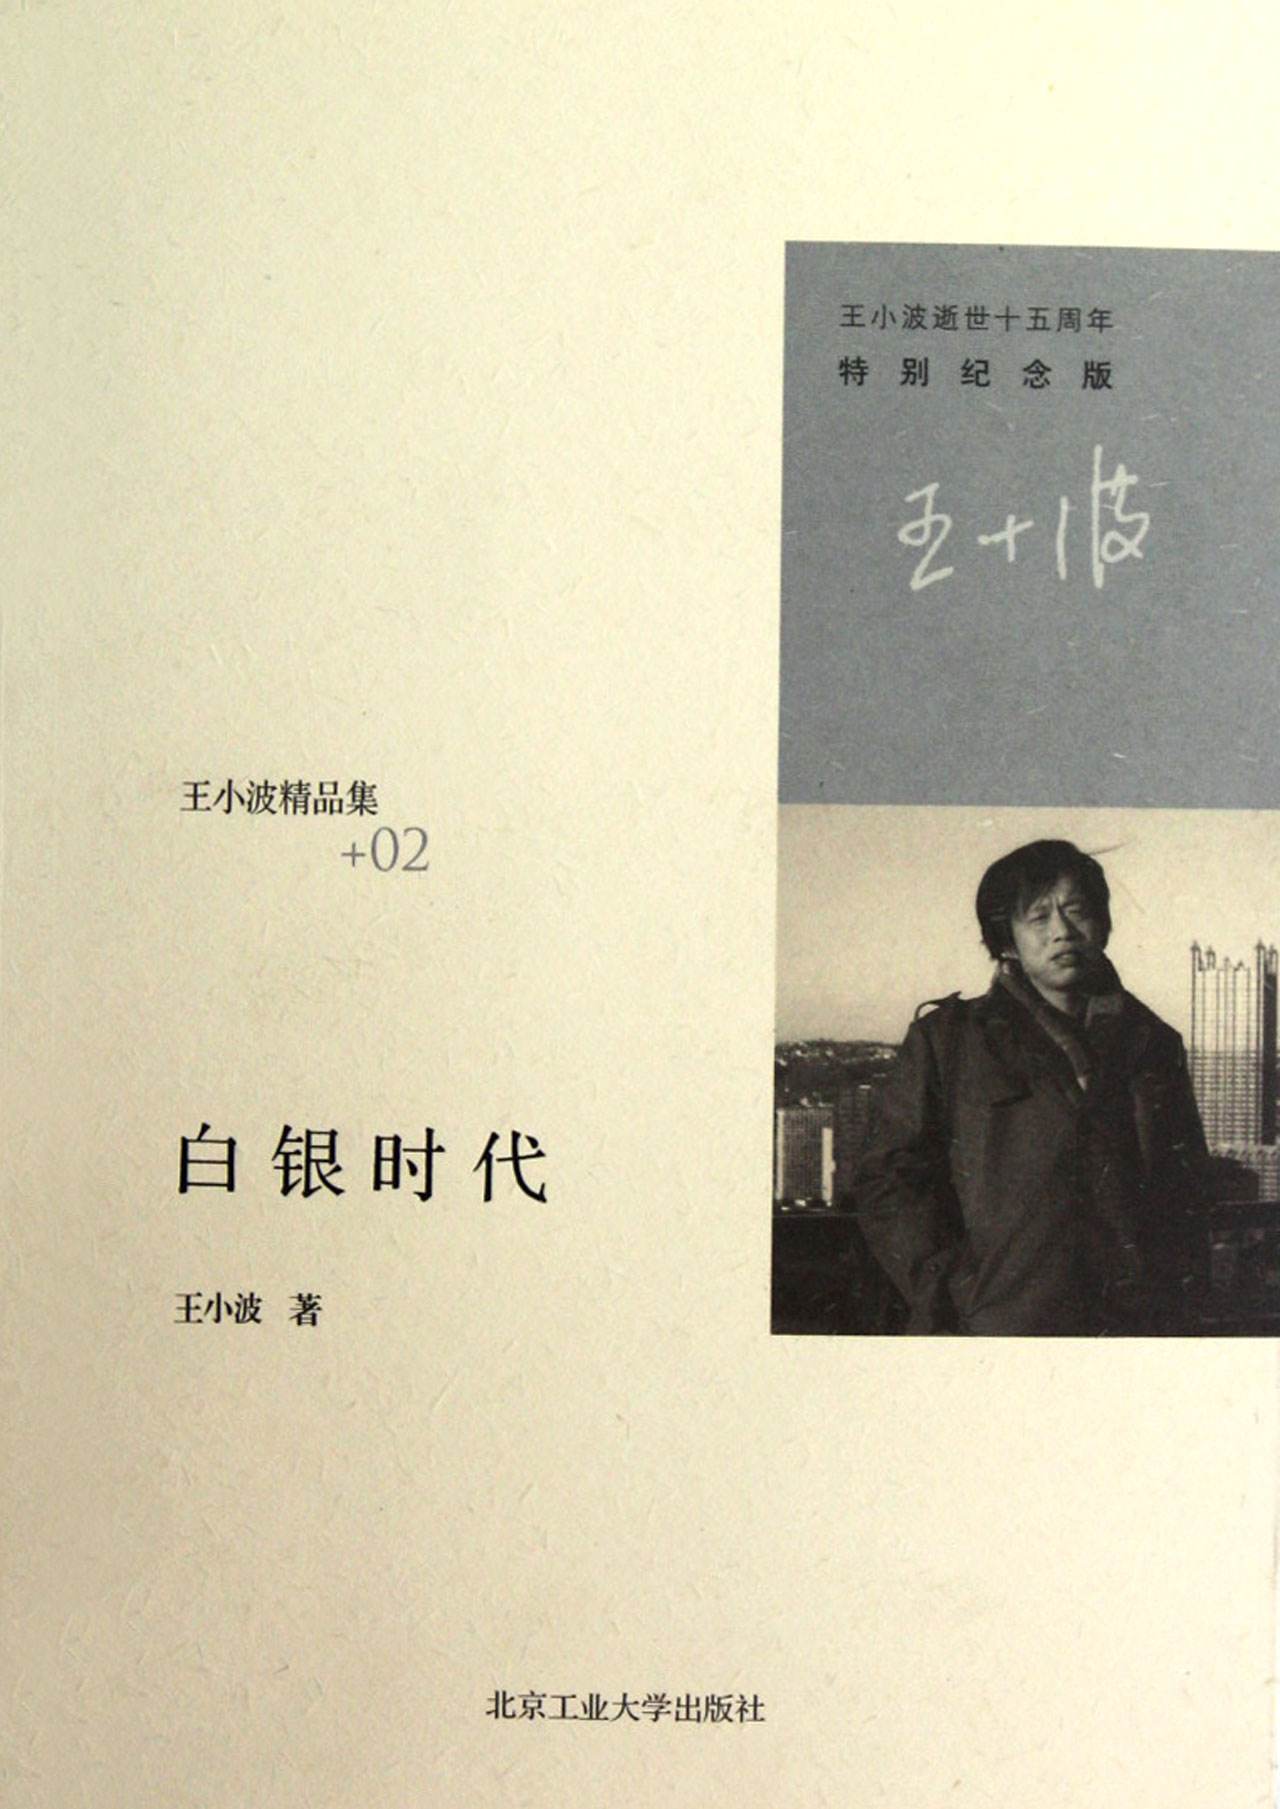 王小波逝世十五周年
特别纪念版
王小波
王小波精品集
+02
白银时代
王小波 著
北京工业大学出版社